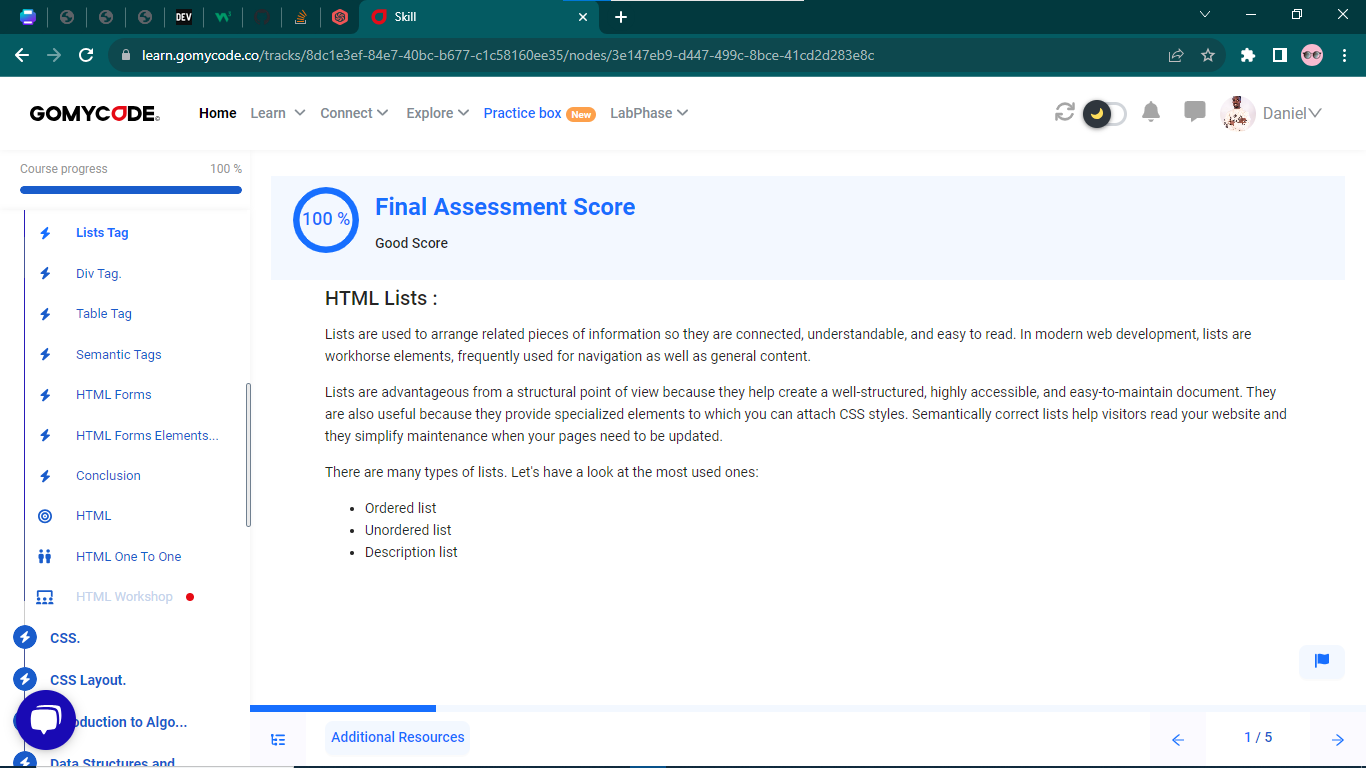 DEV
Skill
learn.gomycode.co/tracks/8dc1e3ef-84e7-40bc-b677-c1c58160ee35/nodes/3e147eb9-d447-499c-8bce-41cd2d283e8c
GOMYCODE
Home
Learn
Connect
Explore
Practice box New
LabPhase
Daniel
Course progress 100 %
Lists Tag
Div Tag.
Table Tag
Semantic Tags
HTML Forms
HTML Forms Elements...
Conclusion
HTML
HTML One To One
HTML Workshop
CSS.
CSS Layout.
oduction to Algo...
Data Structures and
100 %
Final Assessment Score
Good Score
HTML Lists :
Lists are used to arrange related pieces of information so they are connected, understandable, and easy to read. In modern web development, lists are
workhorse elements, frequently used for navigation as well as general content.
Lists are advantageous from a structural point of view because they help create a well-structured, highly accessible, and easy-to-maintain document. They
are also useful because they provide specialized elements to which you can attach CSS styles. Semantically correct lists help visitors read your website and
they simplify maintenance when your pages need to be updated.
There are many types of lists. Let's have a look at the most used ones:
• Ordered list
• Unordered list
• Description list
Additional Resources
1 / 5